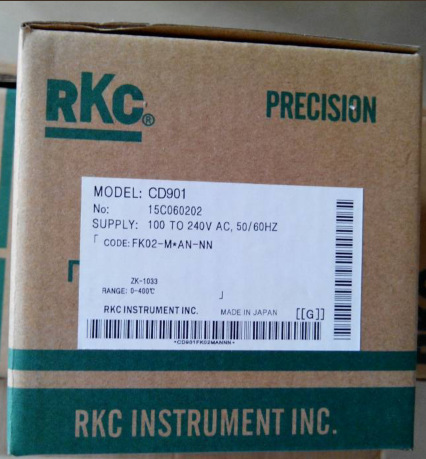 RKC®
PRECISION
MODEL: CD901
No: 15C060202
SUPPLY: 100 TO 240V AC, 50/60HZ
「 CODE: FK02-M*AN-NN
ZK-1033
RANGE: 0-400℃
」
RKC INSTRUMENT INC. MADE IN JAPAN [[G]]
*CD901FK02MANNN*
RKC INSTRUMENT INC.